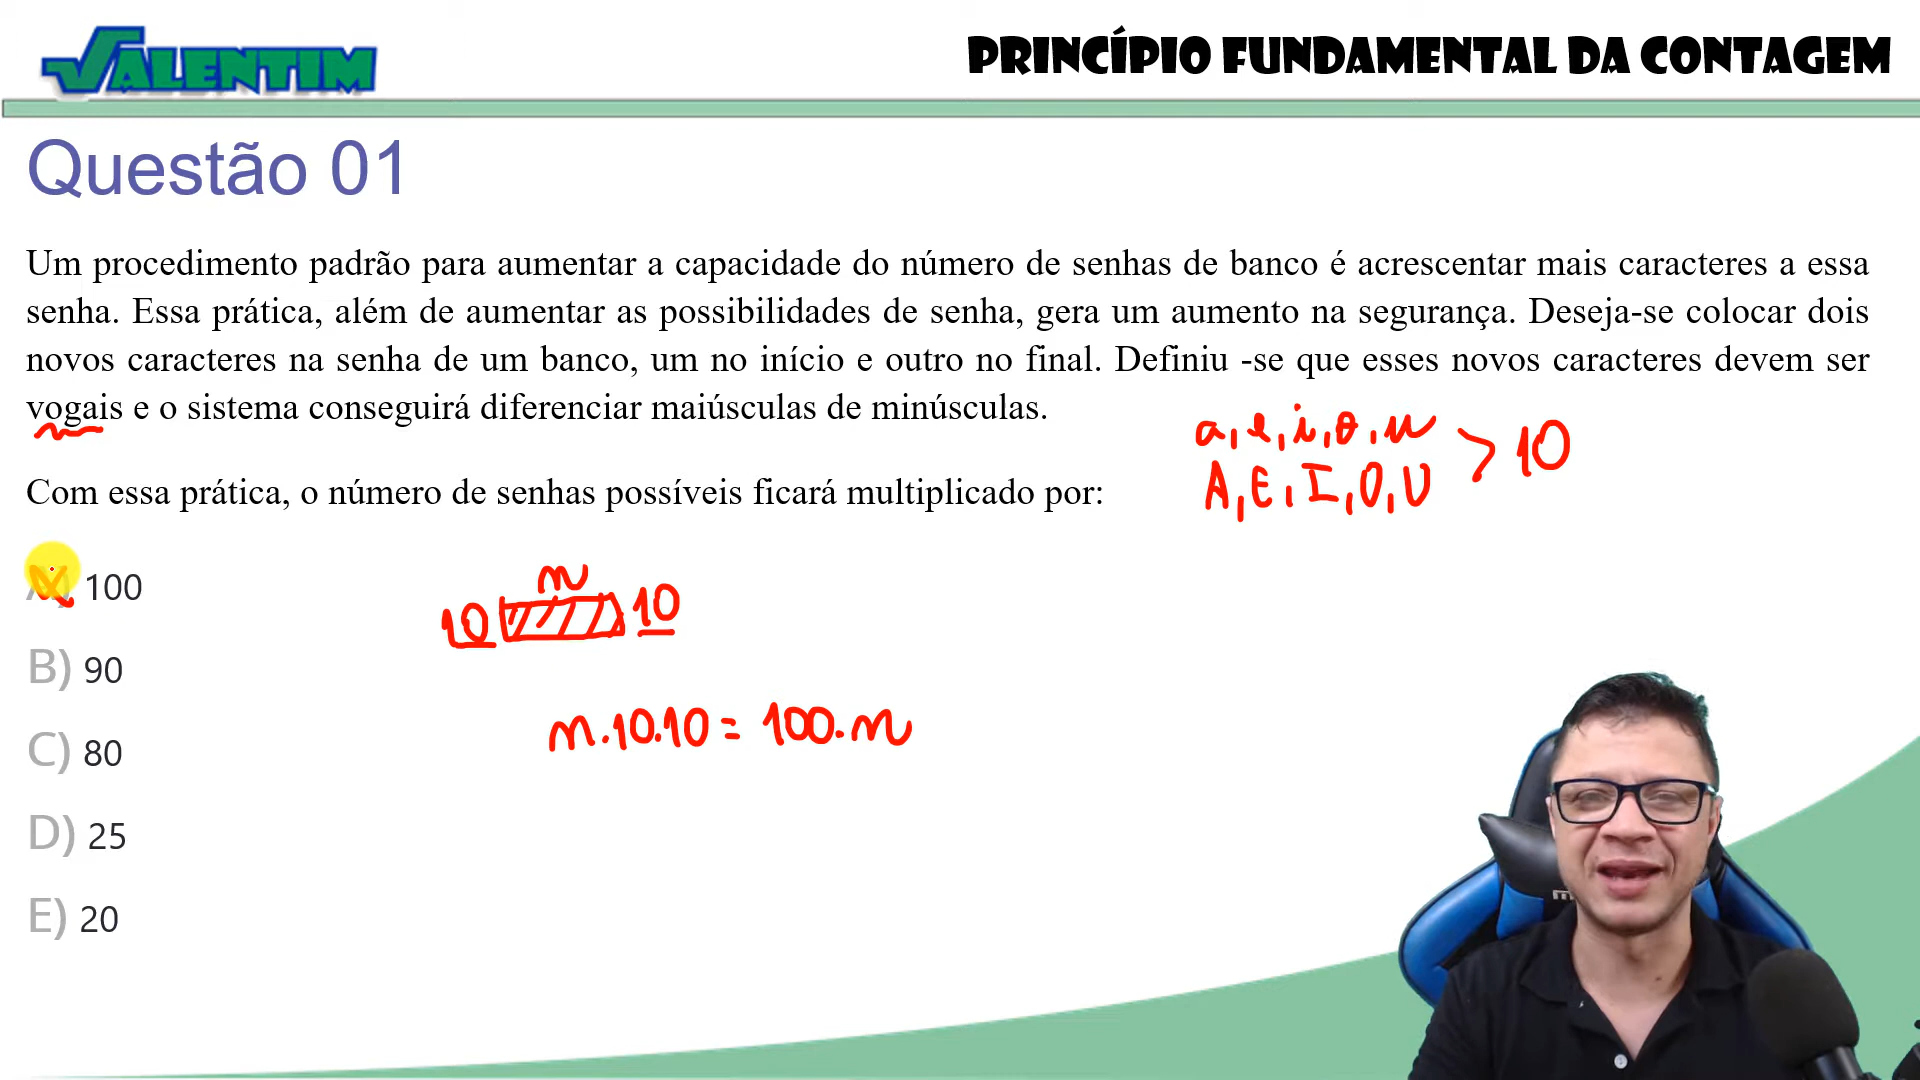 VALENTIM
PRINCÍPIO FUNDAMENTAL DA CONTAGEM
Questão 01
Um procedimento padrão para aumentar a capacidade do número de senhas de banco é acrescentar mais caracteres a essa
senha. Essa prática, além de aumentar as possibilidades de senha, gera um aumento na segurança. Deseja-se colocar dois
novos caracteres na senha de um banco, um no início e outro no final. Definiu -se que esses novos caracteres devem ser
vogais e o sistema conseguirá diferenciar maiúsculas de minúsculas.
a, e, i, o, u
A, E, I, O, U > 10
Com essa prática, o número de senhas possíveis ficará multiplicado por:
A) 100
n
10 10
B) 90
n.10.10 = 100.n
C) 80
D) 25
E) 20